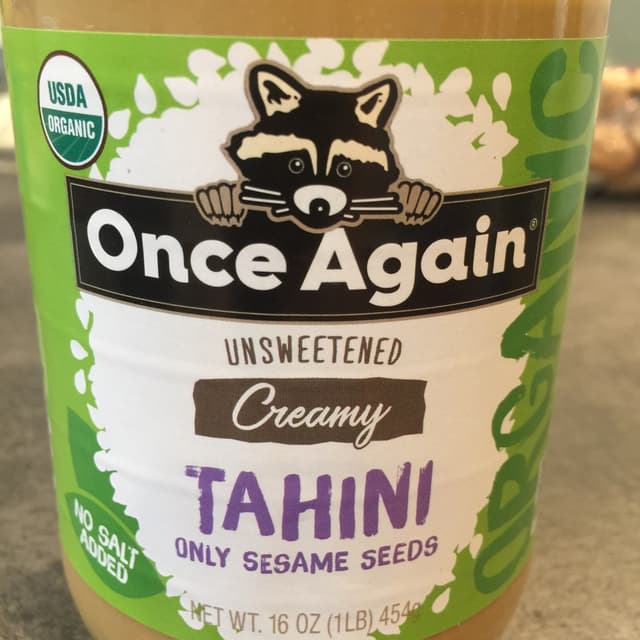 USDA
ORGANIC
Once Again®
UNSWEETENED
Creamy
TAHINI
ONLY SESAME SEEDS
NO SALT
ADDED
NET WT. 16 OZ (1LB) 454g
ORGANIC